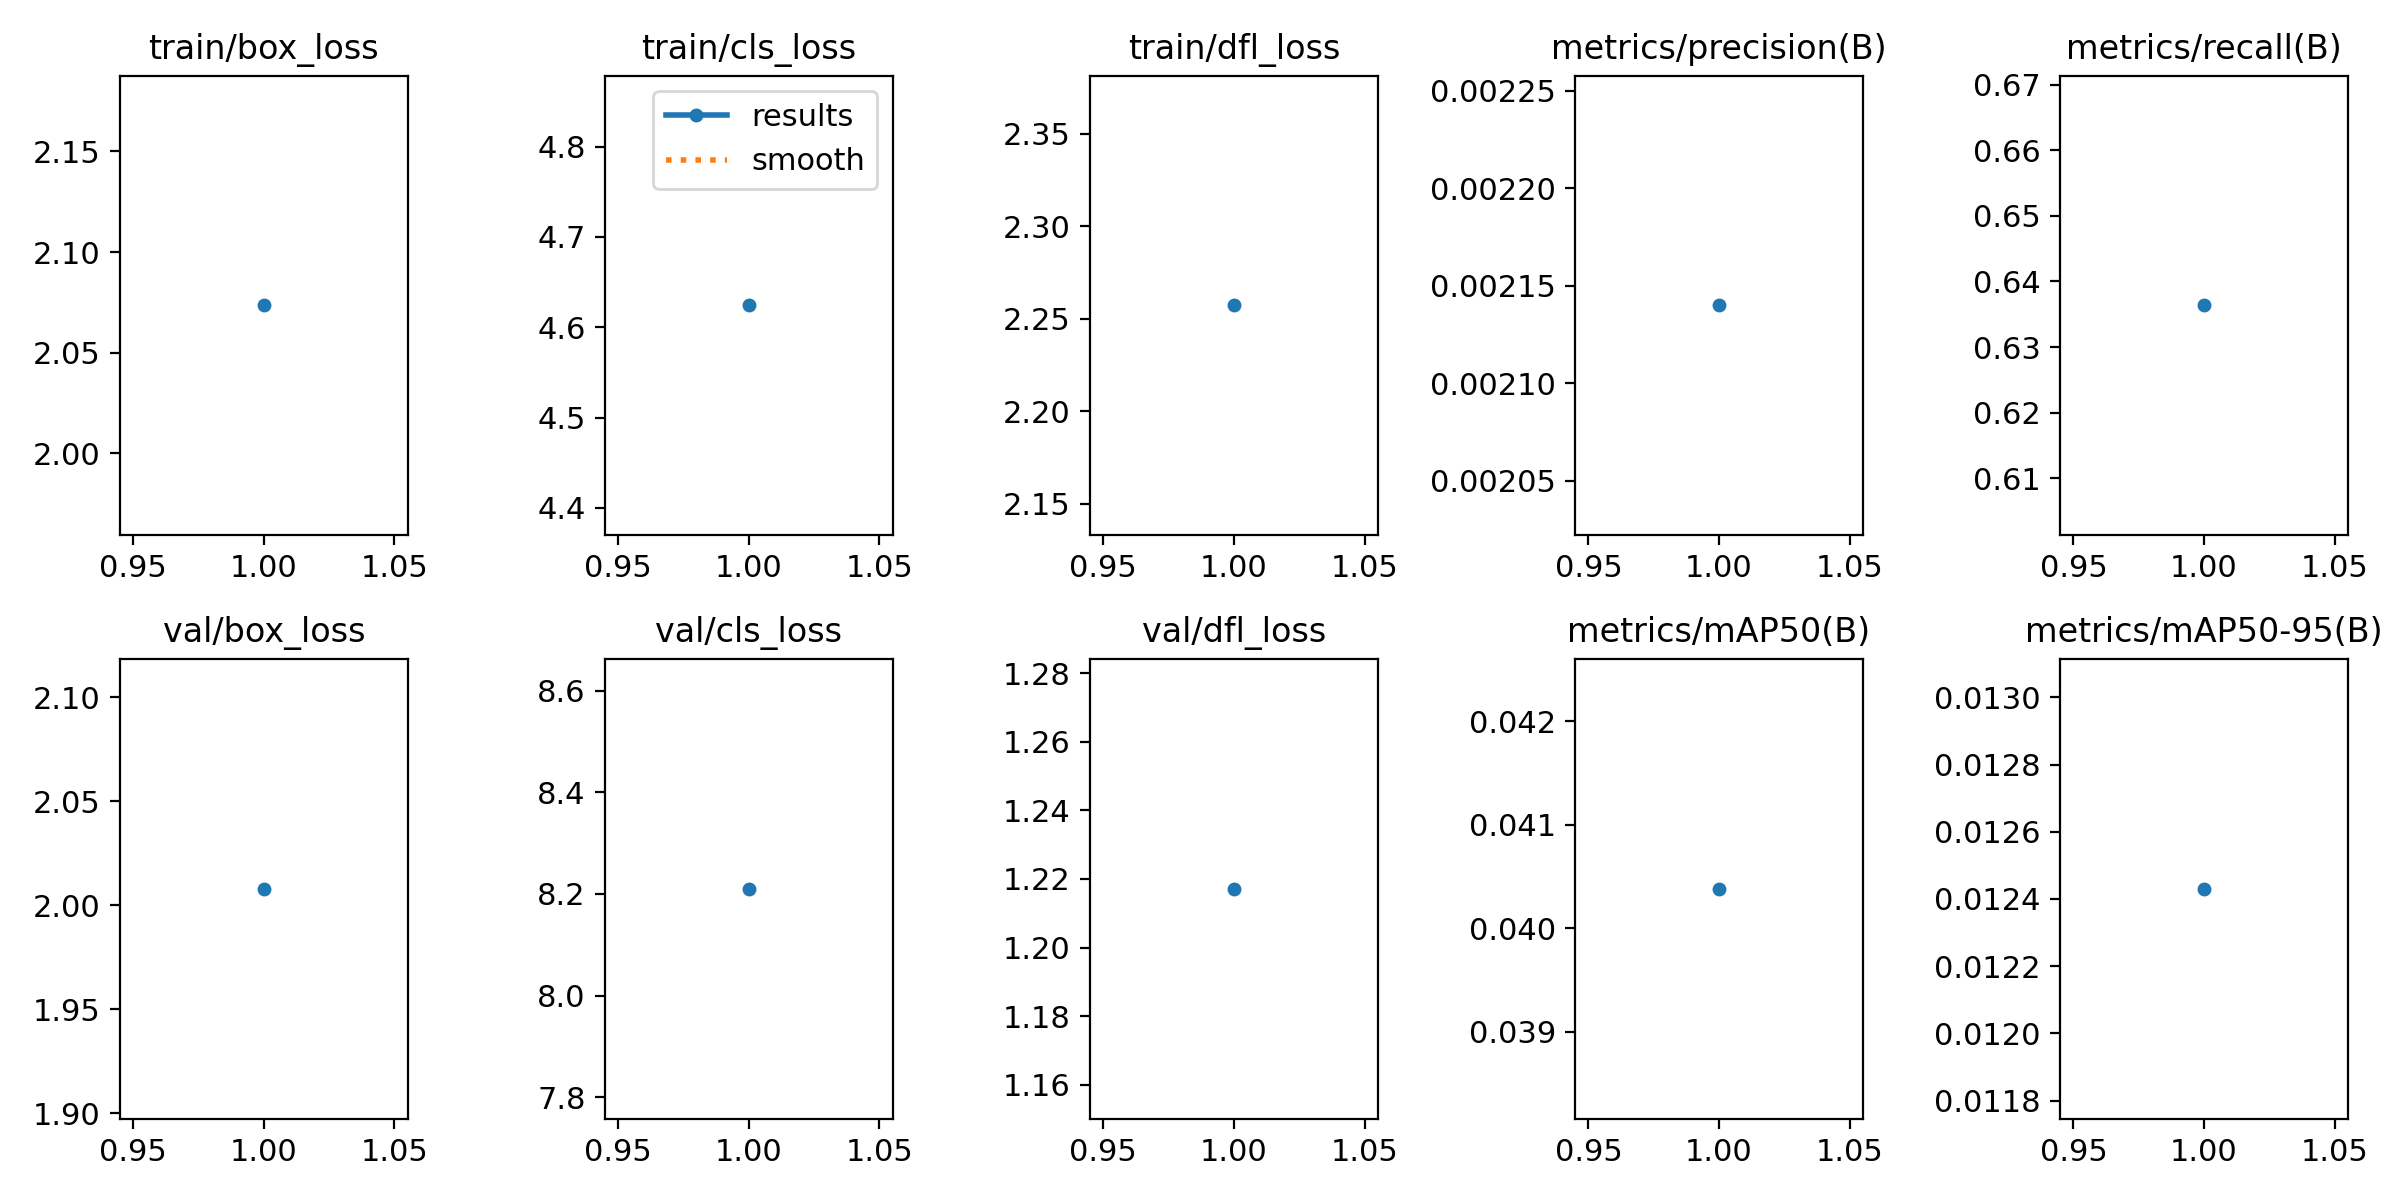 train/box_loss
2.15
2.10
2.05
2.00
0.95 1.00 1.05
train/cls_loss
results
smooth
4.8
4.7
4.6
4.5
4.4
0.95 1.00 1.05
train/dfl_loss
2.35
2.30
2.25
2.20
2.15
0.95 1.00 1.05
metrics/precision(B)
0.00225
0.00220
0.00215
0.00210
0.00205
0.95 1.00 1.05
metrics/recall(B)
0.67
0.66
0.65
0.64
0.63
0.62
0.61
0.95 1.00 1.05
val/box_loss
2.10
2.05
2.00
1.95
1.90
0.95 1.00 1.05
val/cls_loss
8.6
8.4
8.2
8.0
7.8
0.95 1.00 1.05
val/dfl_loss
1.28
1.26
1.24
1.22
1.20
1.18
1.16
0.95 1.00 1.05
metrics/mAP50(B)
0.042
0.041
0.040
0.039
0.95 1.00 1.05
metrics/mAP50-95(B)
0.0130
0.0128
0.0126
0.0124
0.0122
0.0120
0.0118
0.95 1.00 1.05